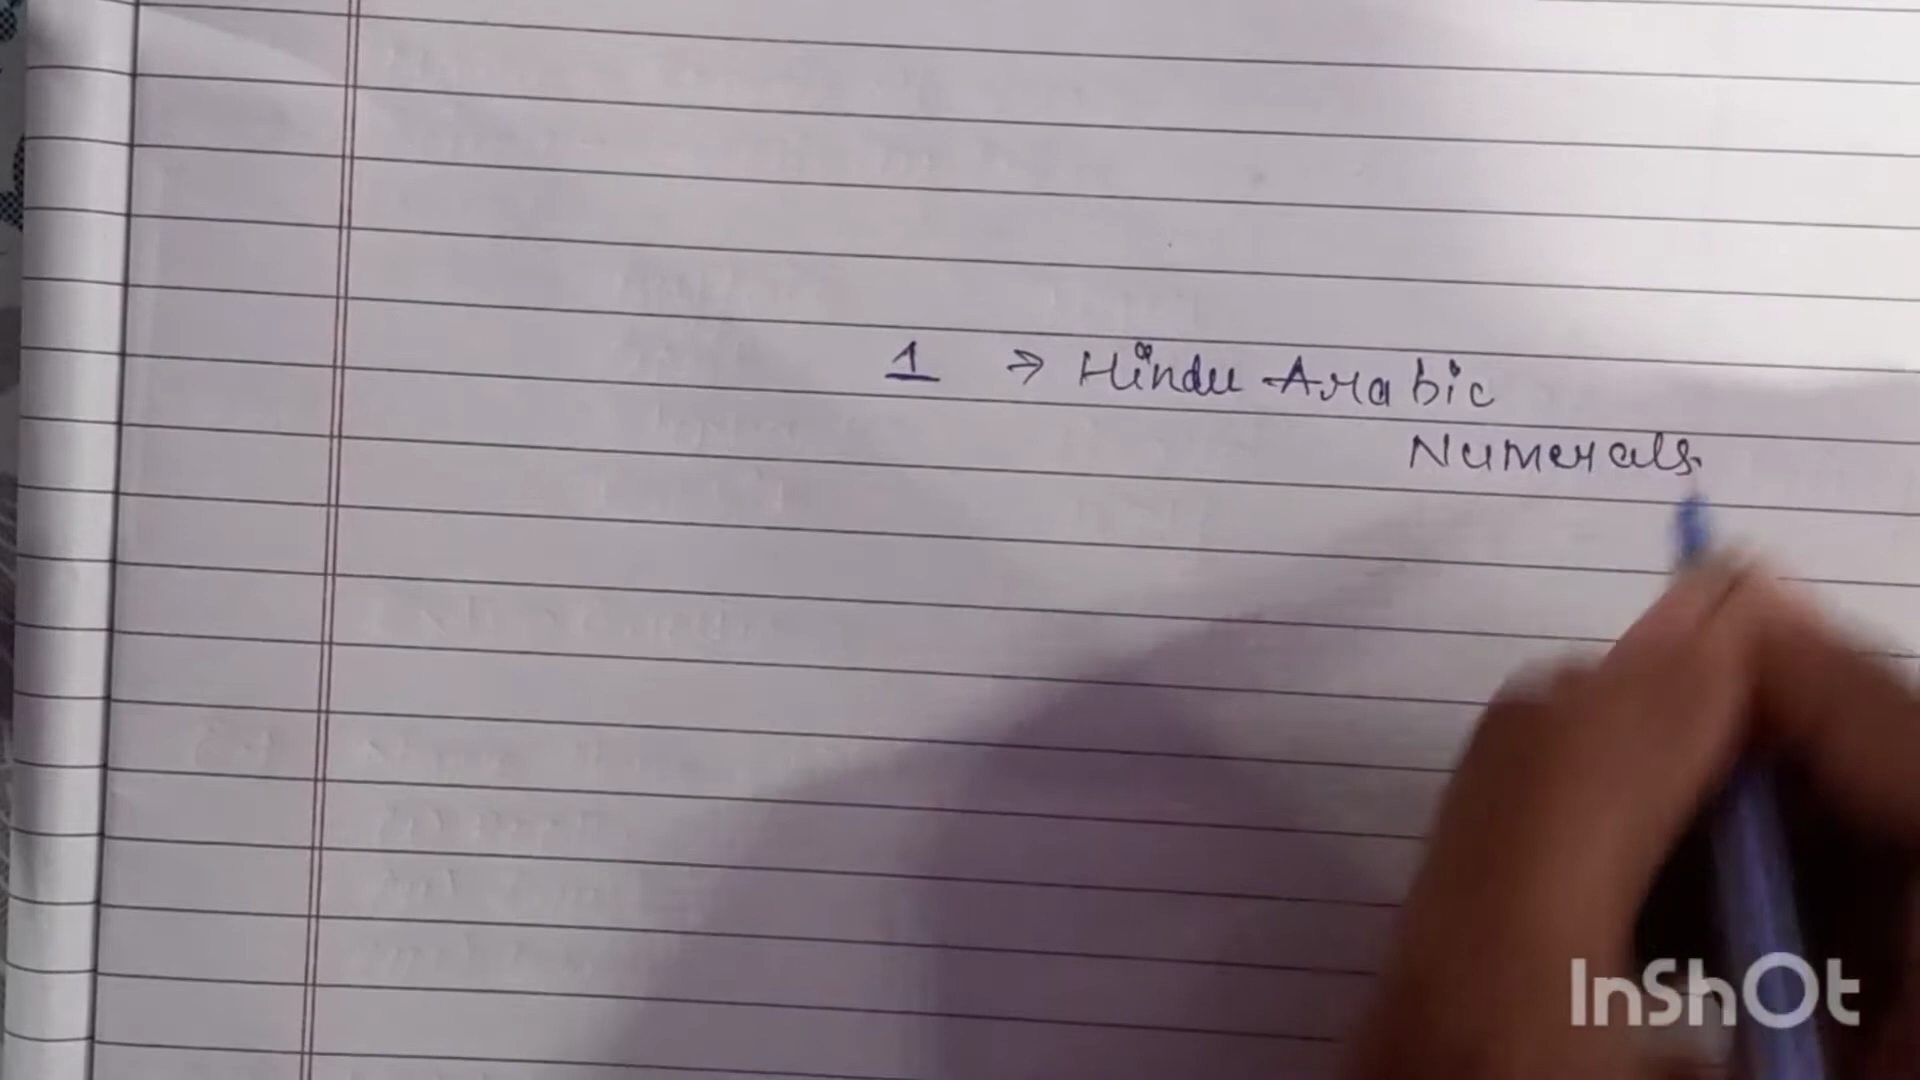 1 → Hindu Arabic
Numerals.
InShOt